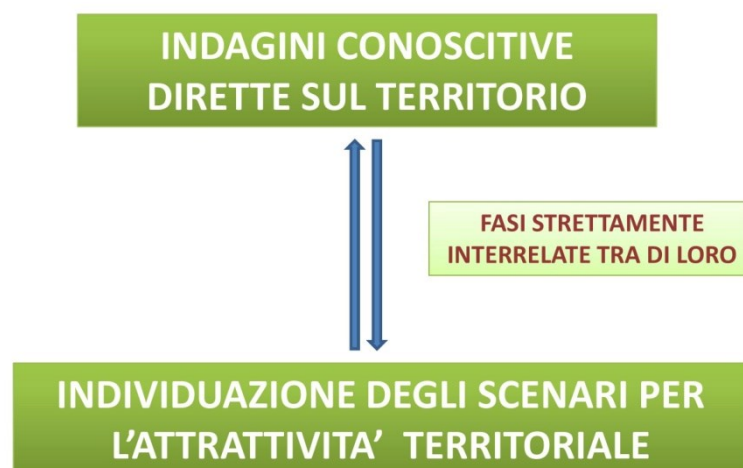 INDAGINI CONOSCITIVE
DIRETTE SUL TERRITORIO
FASI STRETTAMENTE
INTERRELATE TRA DI LORO
INDIVIDUAZIONE DEGLI SCENARI PER
L’ATTRATTIVITA’ TERRITORIALE